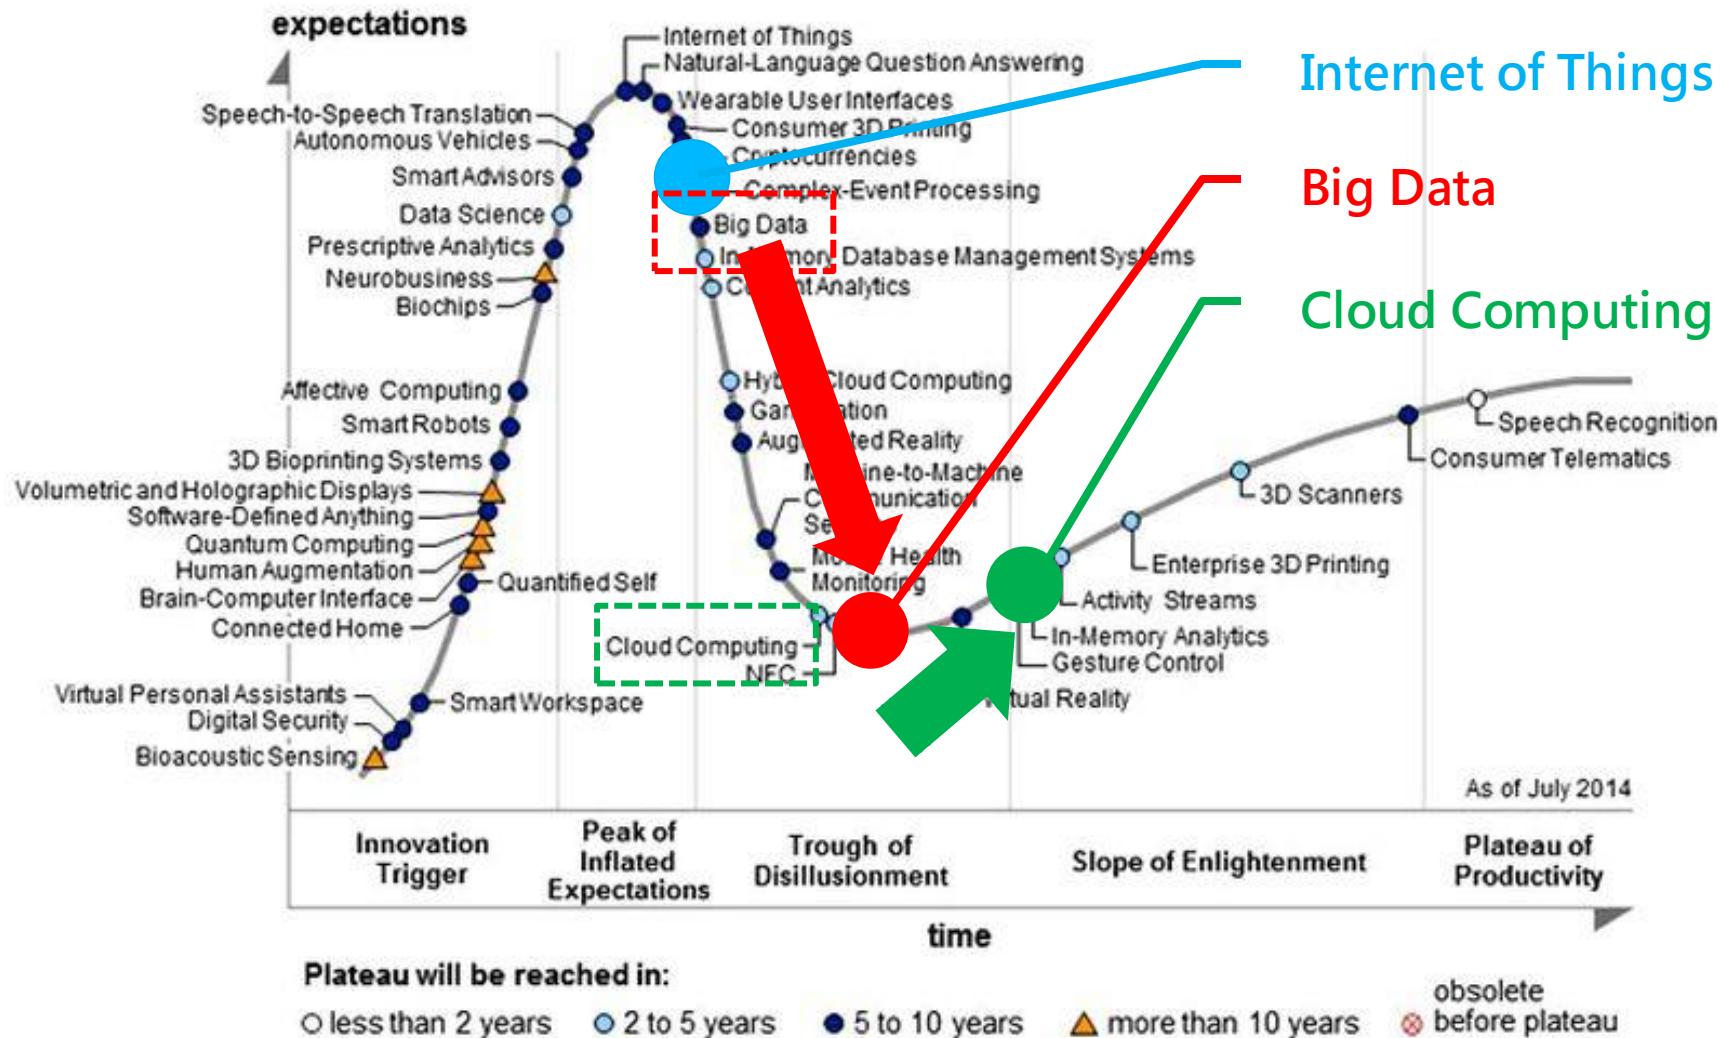 expectations
Internet of Things
Natural-Language Question Answering
Wearable User Interfaces
Consumer 3D Printing
Cryptocurrencies
Complex-Event Processing
Big Data
Database Management Systems
Analytics
Cloud Computing
Reality
Health
Monitoring
Speech-to-Speech Translation
Autonomous Vehicles
Smart Advisors
Data Science
Prescriptive Analytics
Neurobusiness
Biochips
Affective Computing
Smart Robots
3D Bioprinting Systems
Volumetric and Holographic Displays
Software-Defined Anything
Quantum Computing
Human Augmentation
Brain-Computer Interface
Connected Home
Quantified Self
Virtual Personal Assistants
Digital Security
Bioacoustic Sensing
Smart Workspace
Cloud Computing
NFC
Reality
Gesture Control
In-Memory Analytics
Activity Streams
Enterprise 3D Printing
3D Scanners
Consumer Telematics
Speech Recognition
Internet of Things
Big Data
Cloud Computing
As of July 2014
Innovation
Trigger
Peak of
Inflated
Expectations
Trough of
Disillusionment
Slope of Enlightenment
Plateau of
Productivity
time
Plateau will be reached in:
less than 2 years
2 to 5 years
5 to 10 years
more than 10 years
obsolete
before plateau